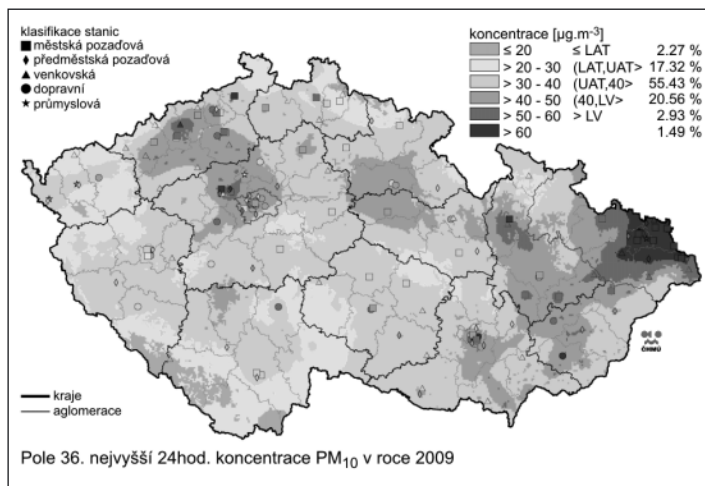 klasifikace stanic
městská pozaďová
předměstská pozaďová
venkovská
dopravní
průmyslová
koncentrace [µg.m-3]
≤ 20 ≤ LAT 2.27 %
> 20 - 30 (LAT,UAT> 17.32 %
> 30 - 40 (UAT,40> 55.43 %
> 40 - 50 (40,LV> 20.56 %
> 50 - 60 > LV 2.93 %
> 60 1.49 %
ČHMÚ
kraje
aglomerace
Pole 36. nejvyšší 24hod. koncentrace PM10 v roce 2009